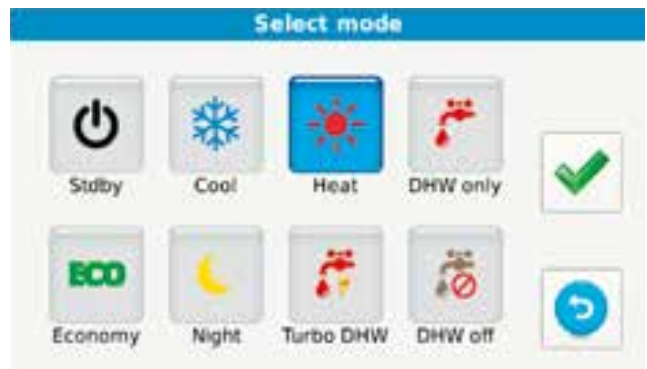 Select mode
Stdby Cool Heat DHW only
ECO
Economy Night Turbo DHW DHW off